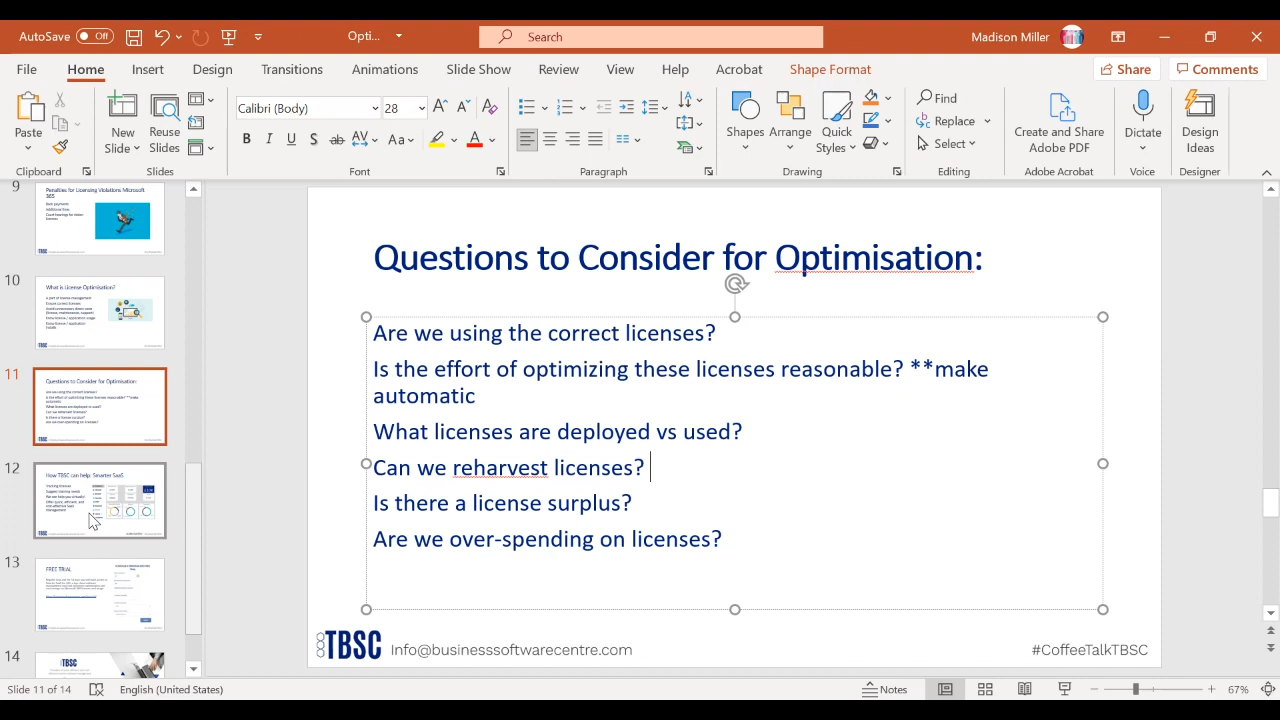 AutoSave Off Opti... Search Madison Miller
File Home Insert Design Transitions Animations Slide Show Review View Help Acrobat Shape Format Share Comments
Paste New Slide Reuse Slides Calibri (Body) 28 Shapes Arrange Quick Styles Find Replace Select Create and Share Adobe PDF Dictate Design Ideas
Clipboard Slides Font Paragraph Drawing Editing Adobe Acrobat Voice Designer
9
Penalties for Licensing Violations Microsoft
365
10
What is License Optimisation?
11
Questions to Consider for Optimisation:
12
How TBSC can help: Smarter SaaS
13
FREE TRIAL
14
TBSC
Questions to Consider for Optimisation:
Are we using the correct licenses?
Is the effort of optimizing these licenses reasonable? **make
automatic
What licenses are deployed vs used?
Can we reharvest licenses?
Is there a license surplus?
Are we over-spending on licenses?
TBSC Info@businesssoftwarecentre.com #CoffeeTalkTBSC
Slide 11 of 14 English (United States) Notes 67%